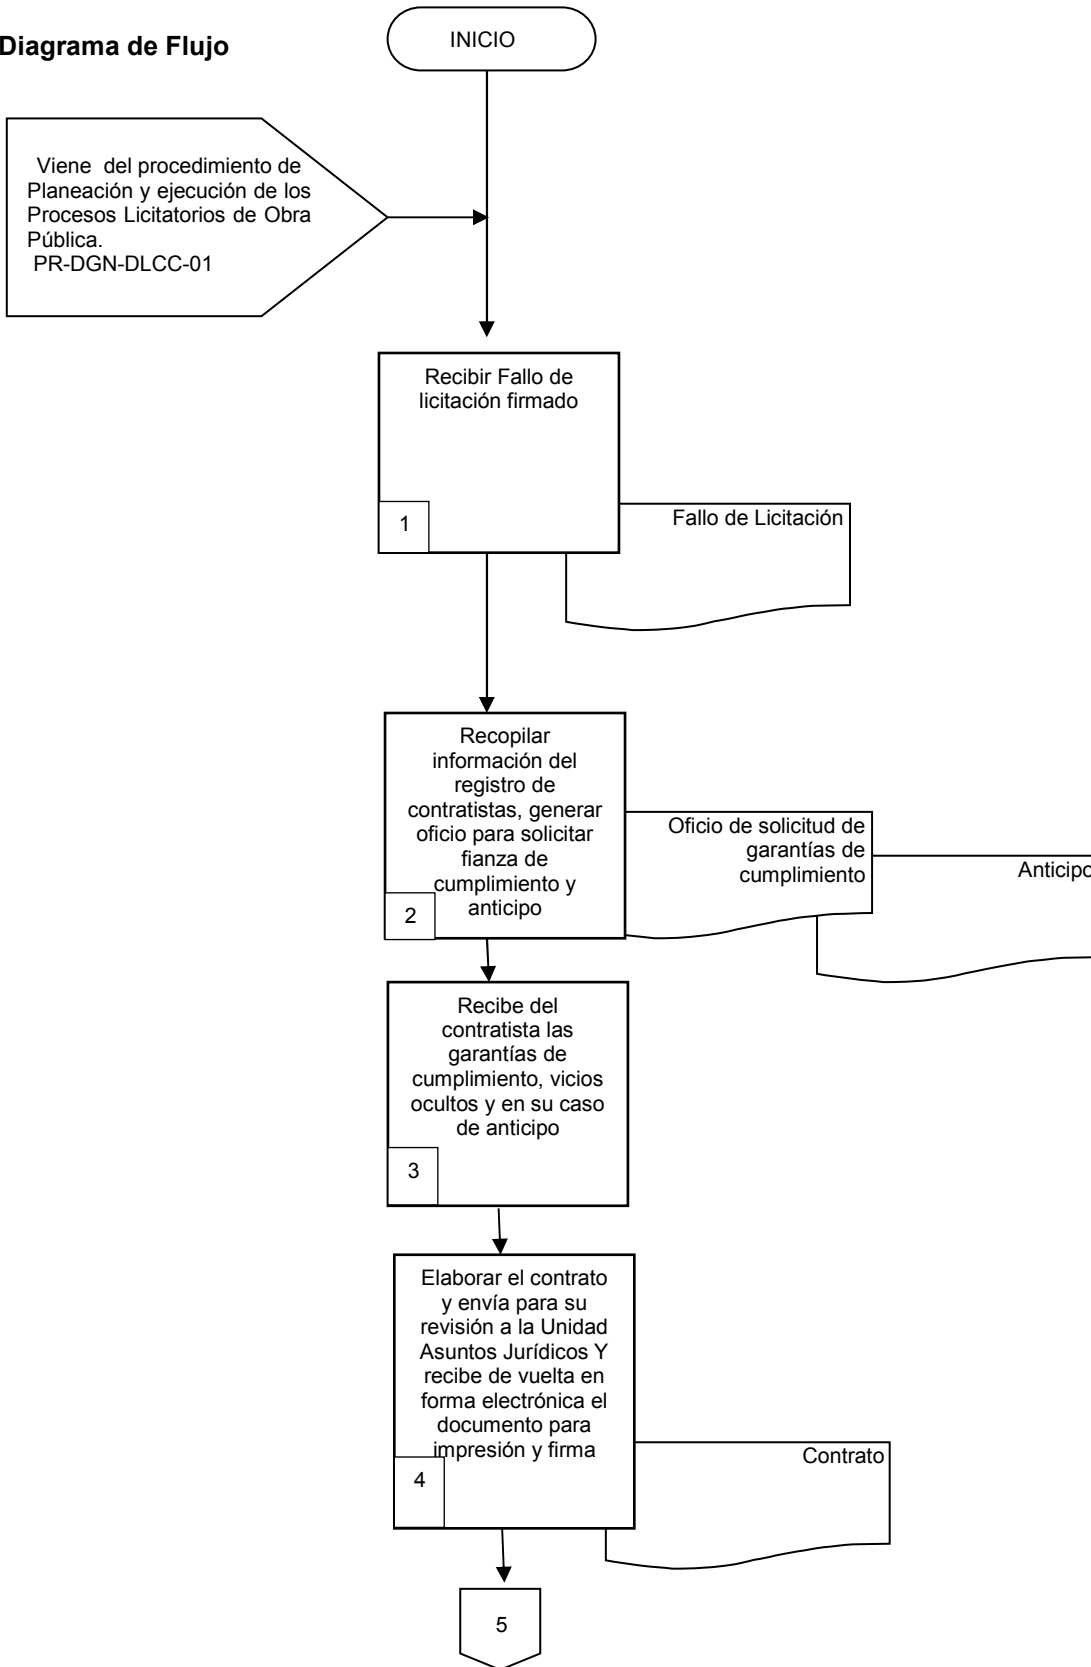 Diagrama de Flujo
INICIO
Viene del procedimiento de
Planeación y ejecución de los
Procesos Licitatorios de Obra
Pública.
PR-DGN-DLCC-01
Recibir Fallo de
licitación firmado
1
Fallo de Licitación
Recopilar
información del
registro de
contratistas, generar
oficio para solicitar
fianza de
cumplimiento y
anticipo
2
Oficio de solicitud de
garantías de
cumplimiento
Anticipo
Recibe del
contratista las
garantías de
cumplimiento, vicios
ocultos y en su caso
de anticipo
3
Elaborar el contrato
y envía para su
revisión a la Unidad
Asuntos Jurídicos Y
recibe de vuelta en
forma electrónica el
documento para
impresión y firma
4
Contrato
5